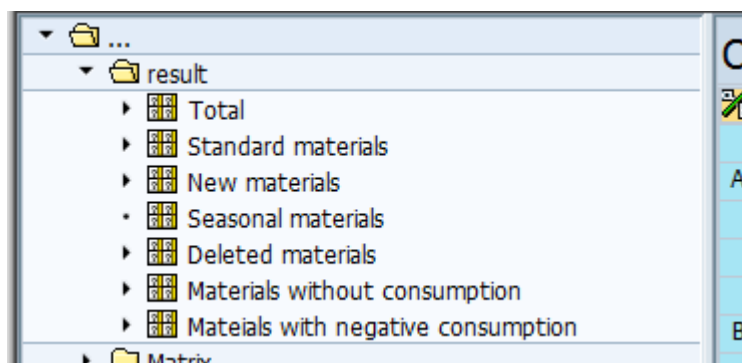 ...
result
Total
Standard materials
New materials
Seasonal materials
Deleted materials
Materials without consumption
Mateials with negative consumption
Matrix